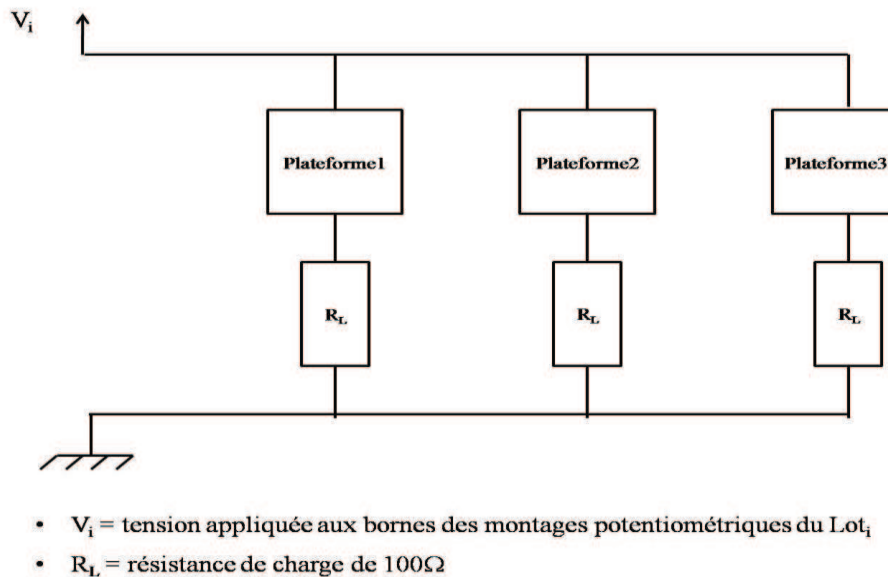 Vi
Plateforme1
Plateforme2
Plateforme3
RL
RL
RL
• Vi = tension appliquée aux bornes des montages potentiométriques du Loti
• RL = résistance de charge de 100Ω